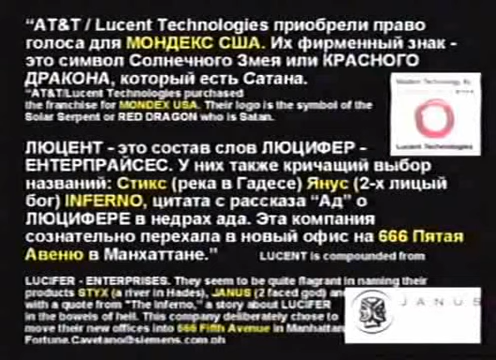 “AT&T / Lucent Technologies приобрели право
голоса для МОНДЕКС США. Их фирменный знак -
это символ Солнечного Змея или КРАСНОГО
ДРАКОНА, который есть Сатана.
“AT&T/Lucent Technologies purchased
the franchise for MONDEX USA. Their logo is the symbol of the
Solar Serpent or RED DRAGON who is Satan.
Lucent Technologies
ЛЮЦЕНТ - это состав слов ЛЮЦИФЕР -
ЕНТЕРПРАЙСЕС. У них также кричащий выбор
названий: Стикс (река в Гадесе) Янус (2-х лицый
бог) INFERNO, цитата с рассказа “Ад” о
ЛЮЦИФЕРЕ в недрах ада. Эта компания
сознательно перехала в новый офис на 666 Пятая
Авеню в Манхаттане.” LUCENT is compounded from
LUCIFER - ENTERPRISES. They seem to be quite flagrant in naming their
products STYX (a river in Hades), JANUS (2 faced god) and
with a quote from “The Inferno,” a story about LUCIFER
in the bowels of hell. This company deliberately chose to
move their new offices into 666 Fifth Avenue in Manhattan
Fortune.Cavetano@siemens.com.ph
JANUS